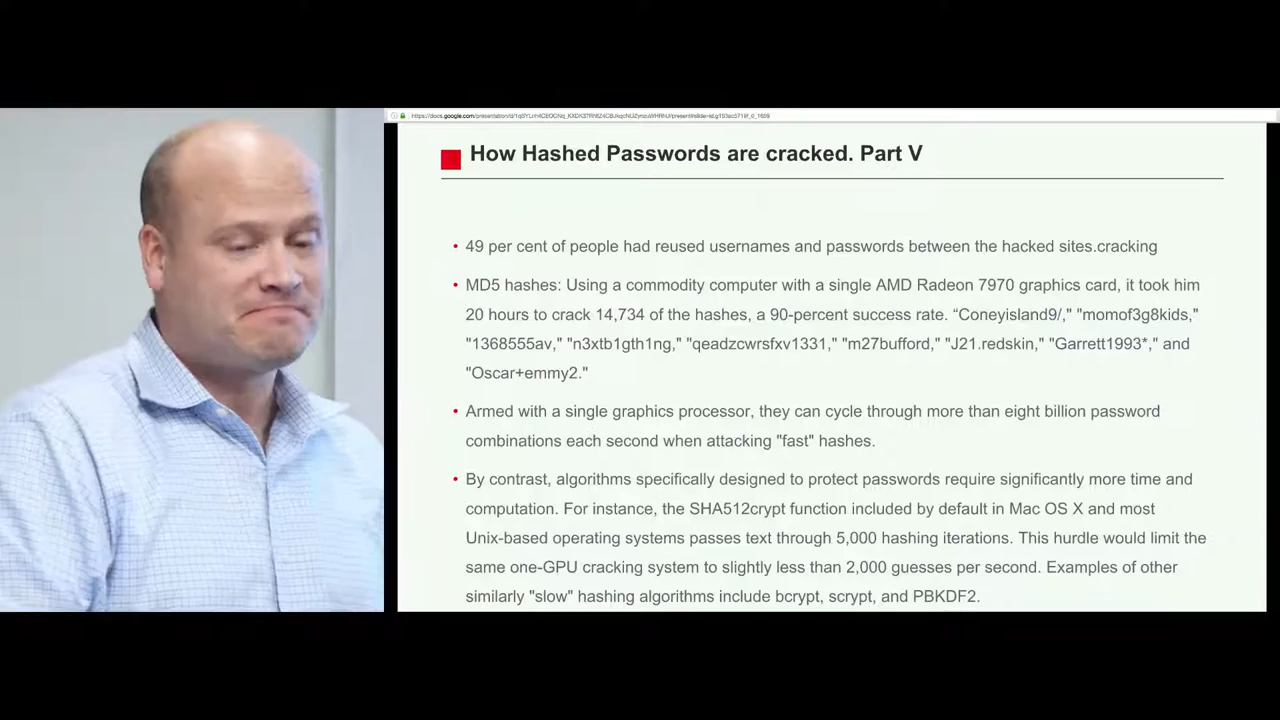 How Hashed Passwords are cracked. Part V
• 49 per cent of people had reused usernames and passwords between the hacked sites.cracking
• MD5 hashes: Using a commodity computer with a single AMD Radeon 7970 graphics card, it took him
20 hours to crack 14,734 of the hashes, a 90-percent success rate. “Coneyisland9/," "momof3g8kids,"
"1368555av," "n3xtb1gth1ng," "qeadzcwrsfxv1331," "m27bufford," "J21.redskin," "Garrett1993*," and
"Oscar+emmy2."
• Armed with a single graphics processor, they can cycle through more than eight billion password
combinations each second when attacking "fast" hashes.
• By contrast, algorithms specifically designed to protect passwords require significantly more time and
computation. For instance, the SHA512crypt function included by default in Mac OS X and most
Unix-based operating systems passes text through 5,000 hashing iterations. This hurdle would limit the
same one-GPU cracking system to slightly less than 2,000 guesses per second. Examples of other
similarly "slow" hashing algorithms include bcrypt, scrypt, and PBKDF2.